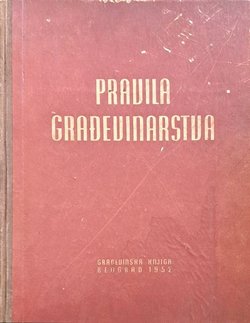 PRAVILA
GRAĐEVINARSTVA
GRAĐEVINSKA KNJIGA
BEOGRAD 1952